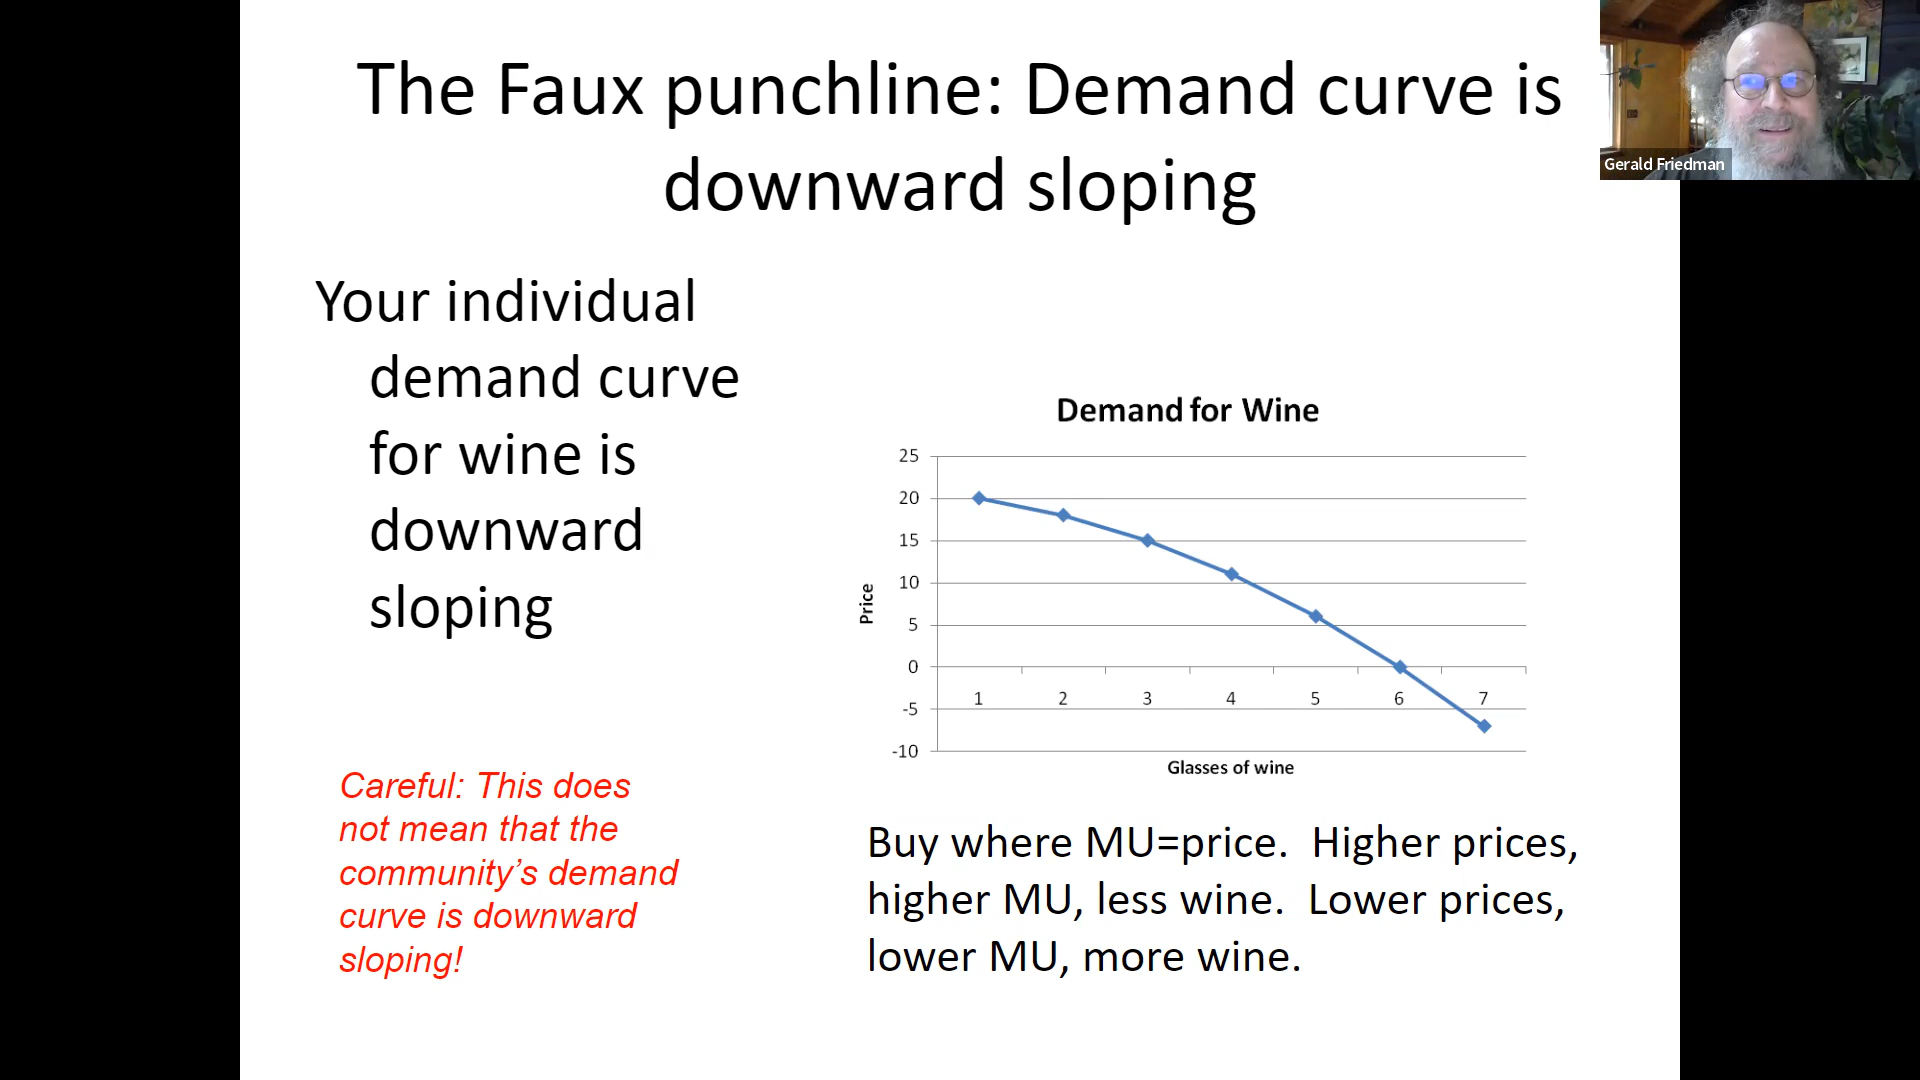 The Faux punchline: Demand curve is
downward sloping
Gerald Friedman
Your individual
demand curve
for wine is
downward
sloping
Careful: This does
not mean that the
community’s demand
curve is downward
sloping!
Demand for Wine
25
20
15
10
5
0
-5
-10
Price
1 2 3 4 5 6 7
Glasses of wine
Buy where MU=price.  Higher prices,
higher MU, less wine.  Lower prices,
lower MU, more wine.